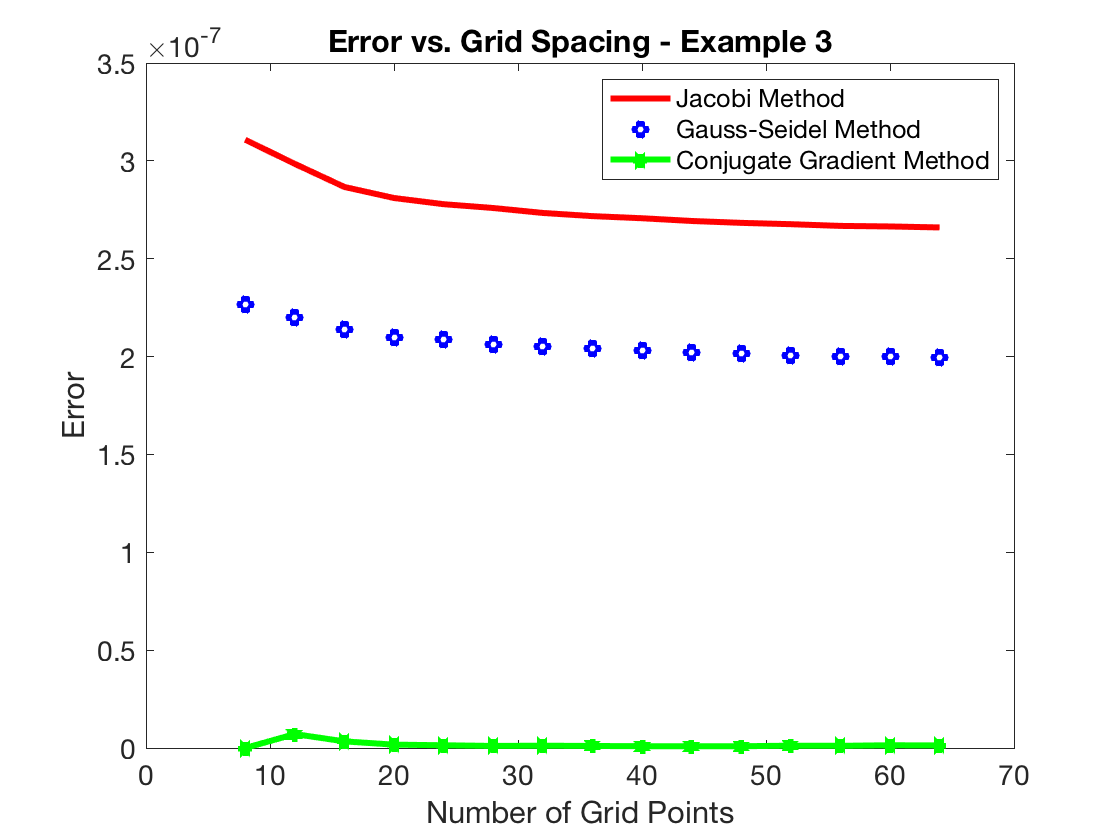 Error vs. Grid Spacing - Example 3
×10⁻⁷
3.5
3
2.5
2
1.5
1
0.5
0
Error
Jacobi Method
Gauss-Seidel Method
Conjugate Gradient Method
0 10 20 30 40 50 60 70
Number of Grid Points